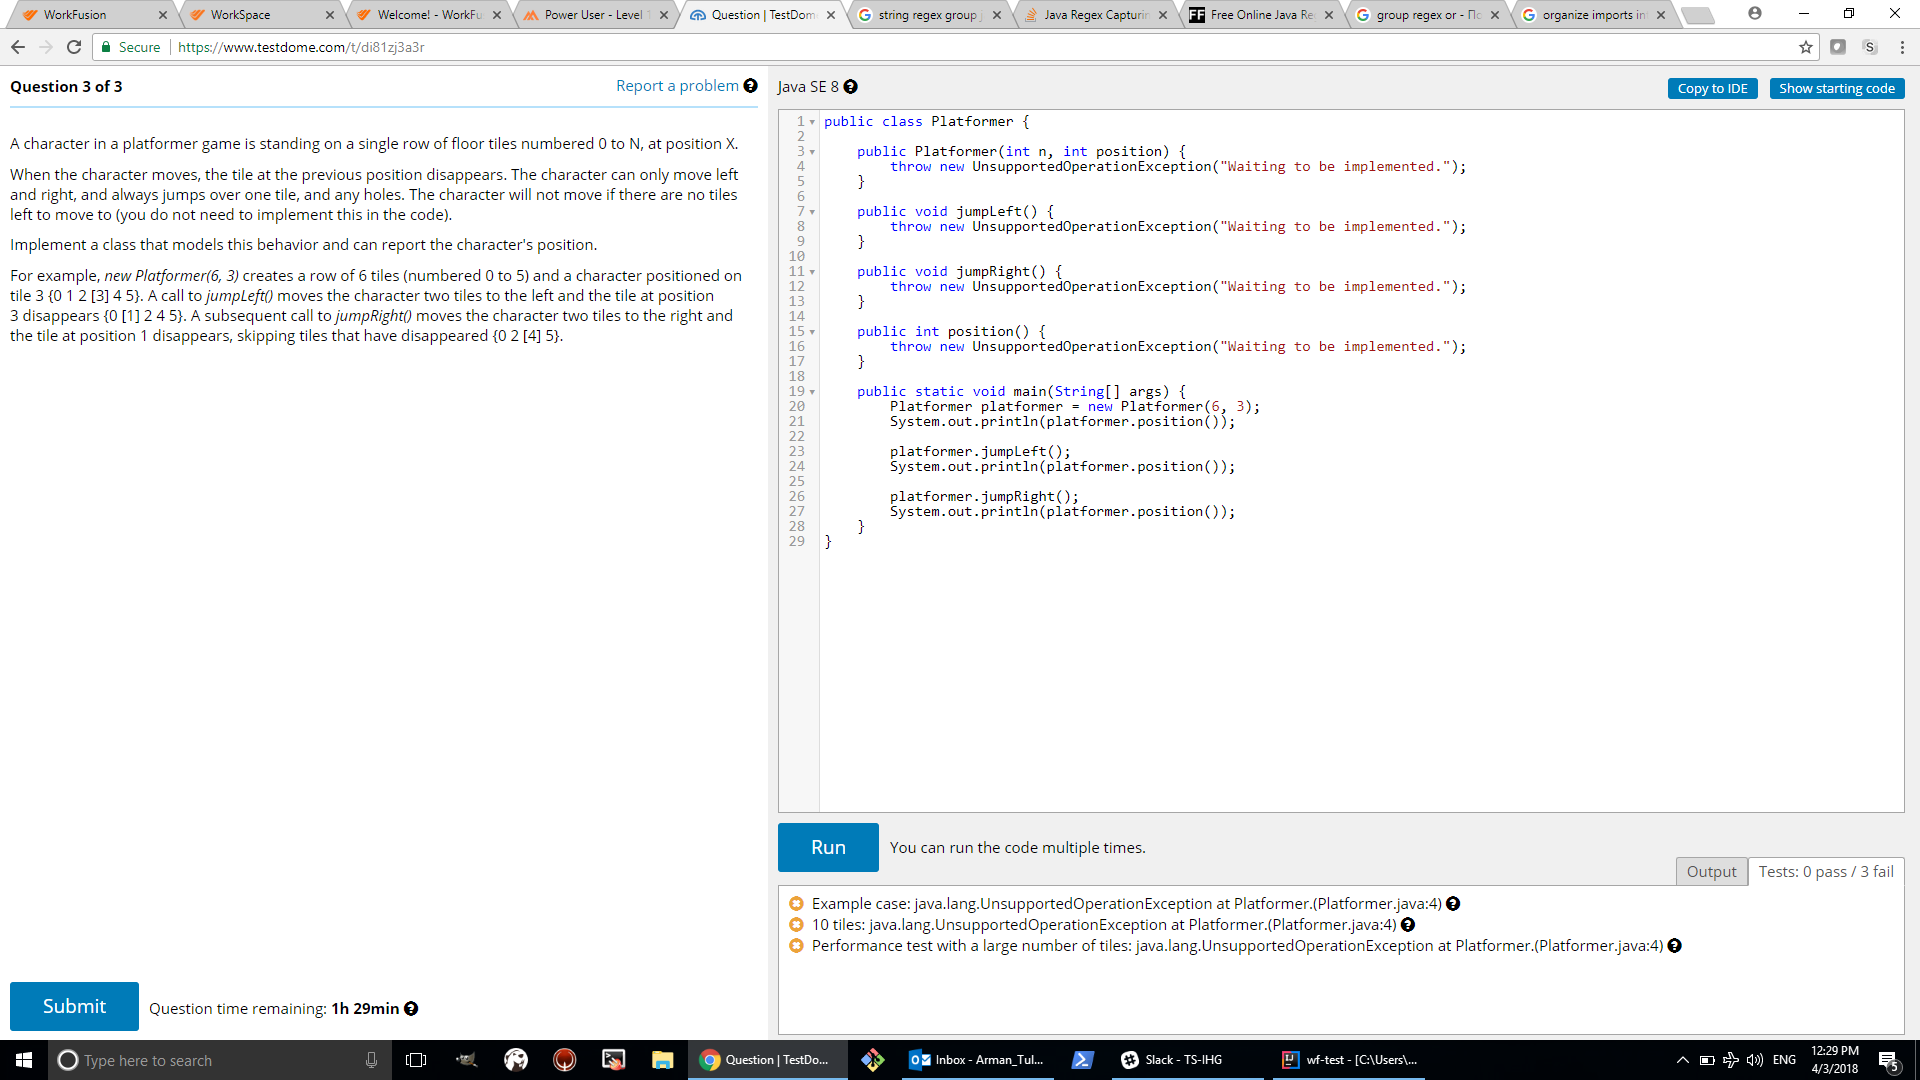 WorkFusion
WorkSpace
Welcome! - WorkFu
Power User - Level
Question | TestDom
string regex group
Java Regex Capturin
Free Online Java Re
group regex or - Пс
organize imports in
Secure
https://www.testdome.com/t/di81zj3a3r
Question 3 of 3
Report a problem ?
A character in a platformer game is standing on a single row of floor tiles numbered 0 to N, at position X.
When the character moves, the tile at the previous position disappears. The character can only move left
and right, and always jumps over one tile, and any holes. The character will not move if there are no tiles
left to move to (you do not need to implement this in the code).
Implement a class that models this behavior and can report the character's position.
For example, new Platformer(6, 3) creates a row of 6 tiles (numbered 0 to 5) and a character positioned on
tile 3 {0 1 2 [3] 4 5}. A call to jumpLeft() moves the character two tiles to the left and the tile at position
3 disappears {0 [1] 2 4 5}. A subsequent call to jumpRight() moves the character two tiles to the right and
the tile at position 1 disappears, skipping tiles that have disappeared {0 2 [4] 5}.
Submit
Question time remaining: 1h 29min ?
Java SE 8 ?
Copy to IDE
Show starting code
1 public class Platformer {
2
3 public Platformer(int n, int position) {
4 throw new UnsupportedOperationException("Waiting to be implemented.");
5 }
6
7 public void jumpLeft() {
8 throw new UnsupportedOperationException("Waiting to be implemented.");
9 }
10
11 public void jumpRight() {
12 throw new UnsupportedOperationException("Waiting to be implemented.");
13 }
14
15 public int position() {
16 throw new UnsupportedOperationException("Waiting to be implemented.");
17 }
18
19 public static void main(String[] args) {
20 Platformer platformer = new Platformer(6, 3);
21 System.out.println(platformer.position());
22
23 platformer.jumpLeft();
24 System.out.println(platformer.position());
25
26 platformer.jumpRight();
27 System.out.println(platformer.position());
28 }
29 }
Run
You can run the code multiple times.
Output
Tests: 0 pass / 3 fail
Example case: java.lang.UnsupportedOperationException at Platformer.(Platformer.java:4) ?
10 tiles: java.lang.UnsupportedOperationException at Platformer.(Platformer.java:4) ?
Performance test with a large number of tiles: java.lang.UnsupportedOperationException at Platformer.(Platformer.java:4) ?
Type here to search
Question | TestDo...
Inbox - Arman_Tul...
Slack - TS-IHG
wf-test - [C:\Users\...
ENG
12:29 PM
4/3/2018
5